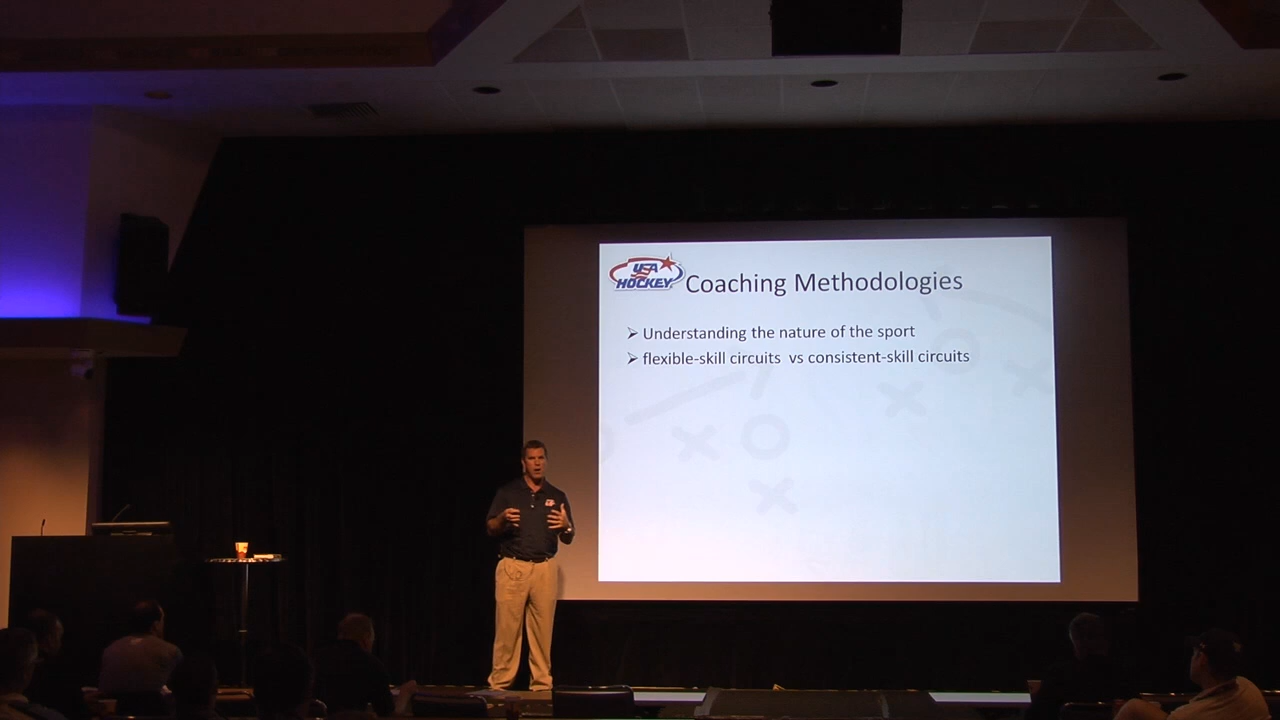 USA
HOCKEY
Coaching Methodologies
Understanding the nature of the sport
flexible-skill circuits vs consistent-skill circuits